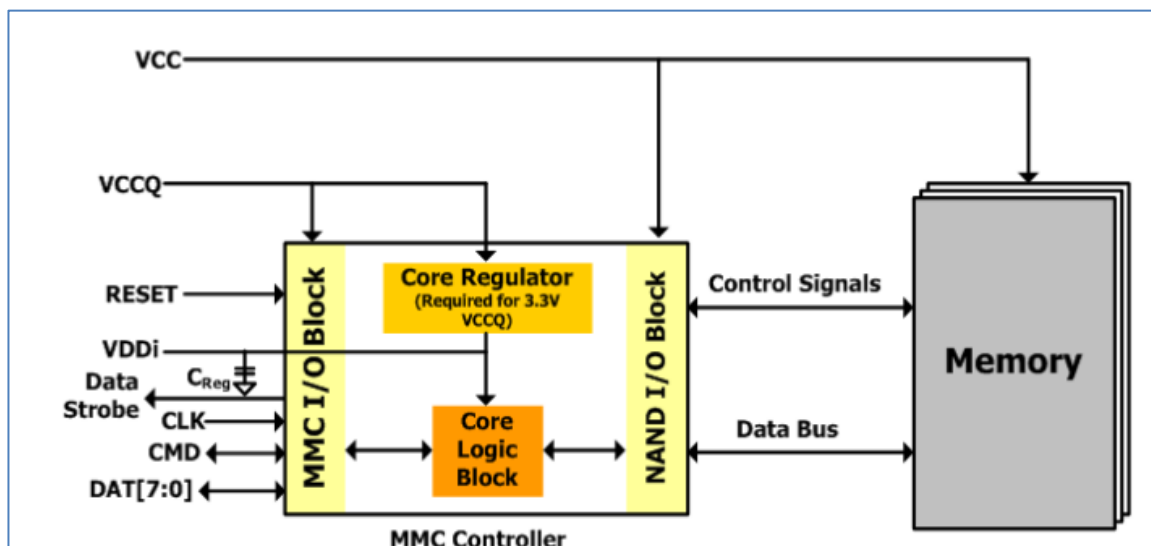 VCC
VCCQ
RESET
VDDi
CReg
Data
Strobe
CLK
CMD
DAT[7:0]
MMC I/O Block
Core Regulator
(Required for 3.3V
VCCQ)
Core
Logic
Block
NAND I/O Block
MMC Controller
Control Signals
Data Bus
Memory